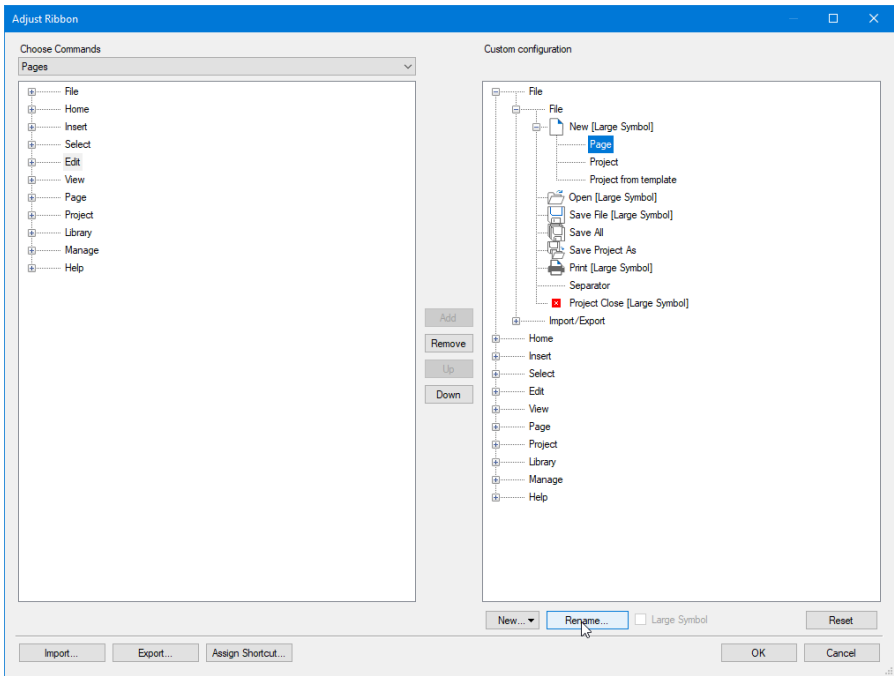 Adjust Ribbon
Choose Commands
Pages
File
Home
Insert
Select
Edit
View
Page
Project
Library
Manage
Help
Add
Remove
Up
Down
Custom configuration
File
File
New [Large Symbol]
Page
Project
Project from template
Open [Large Symbol]
Save File [Large Symbol]
Save All
Save Project As
Print [Large Symbol]
Separator
Project Close [Large Symbol]
Import/Export
Home
Insert
Select
Edit
View
Page
Project
Library
Manage
Help
New... Rename... Large Symbol Reset
Import... Export... Assign Shortcut... OK Cancel